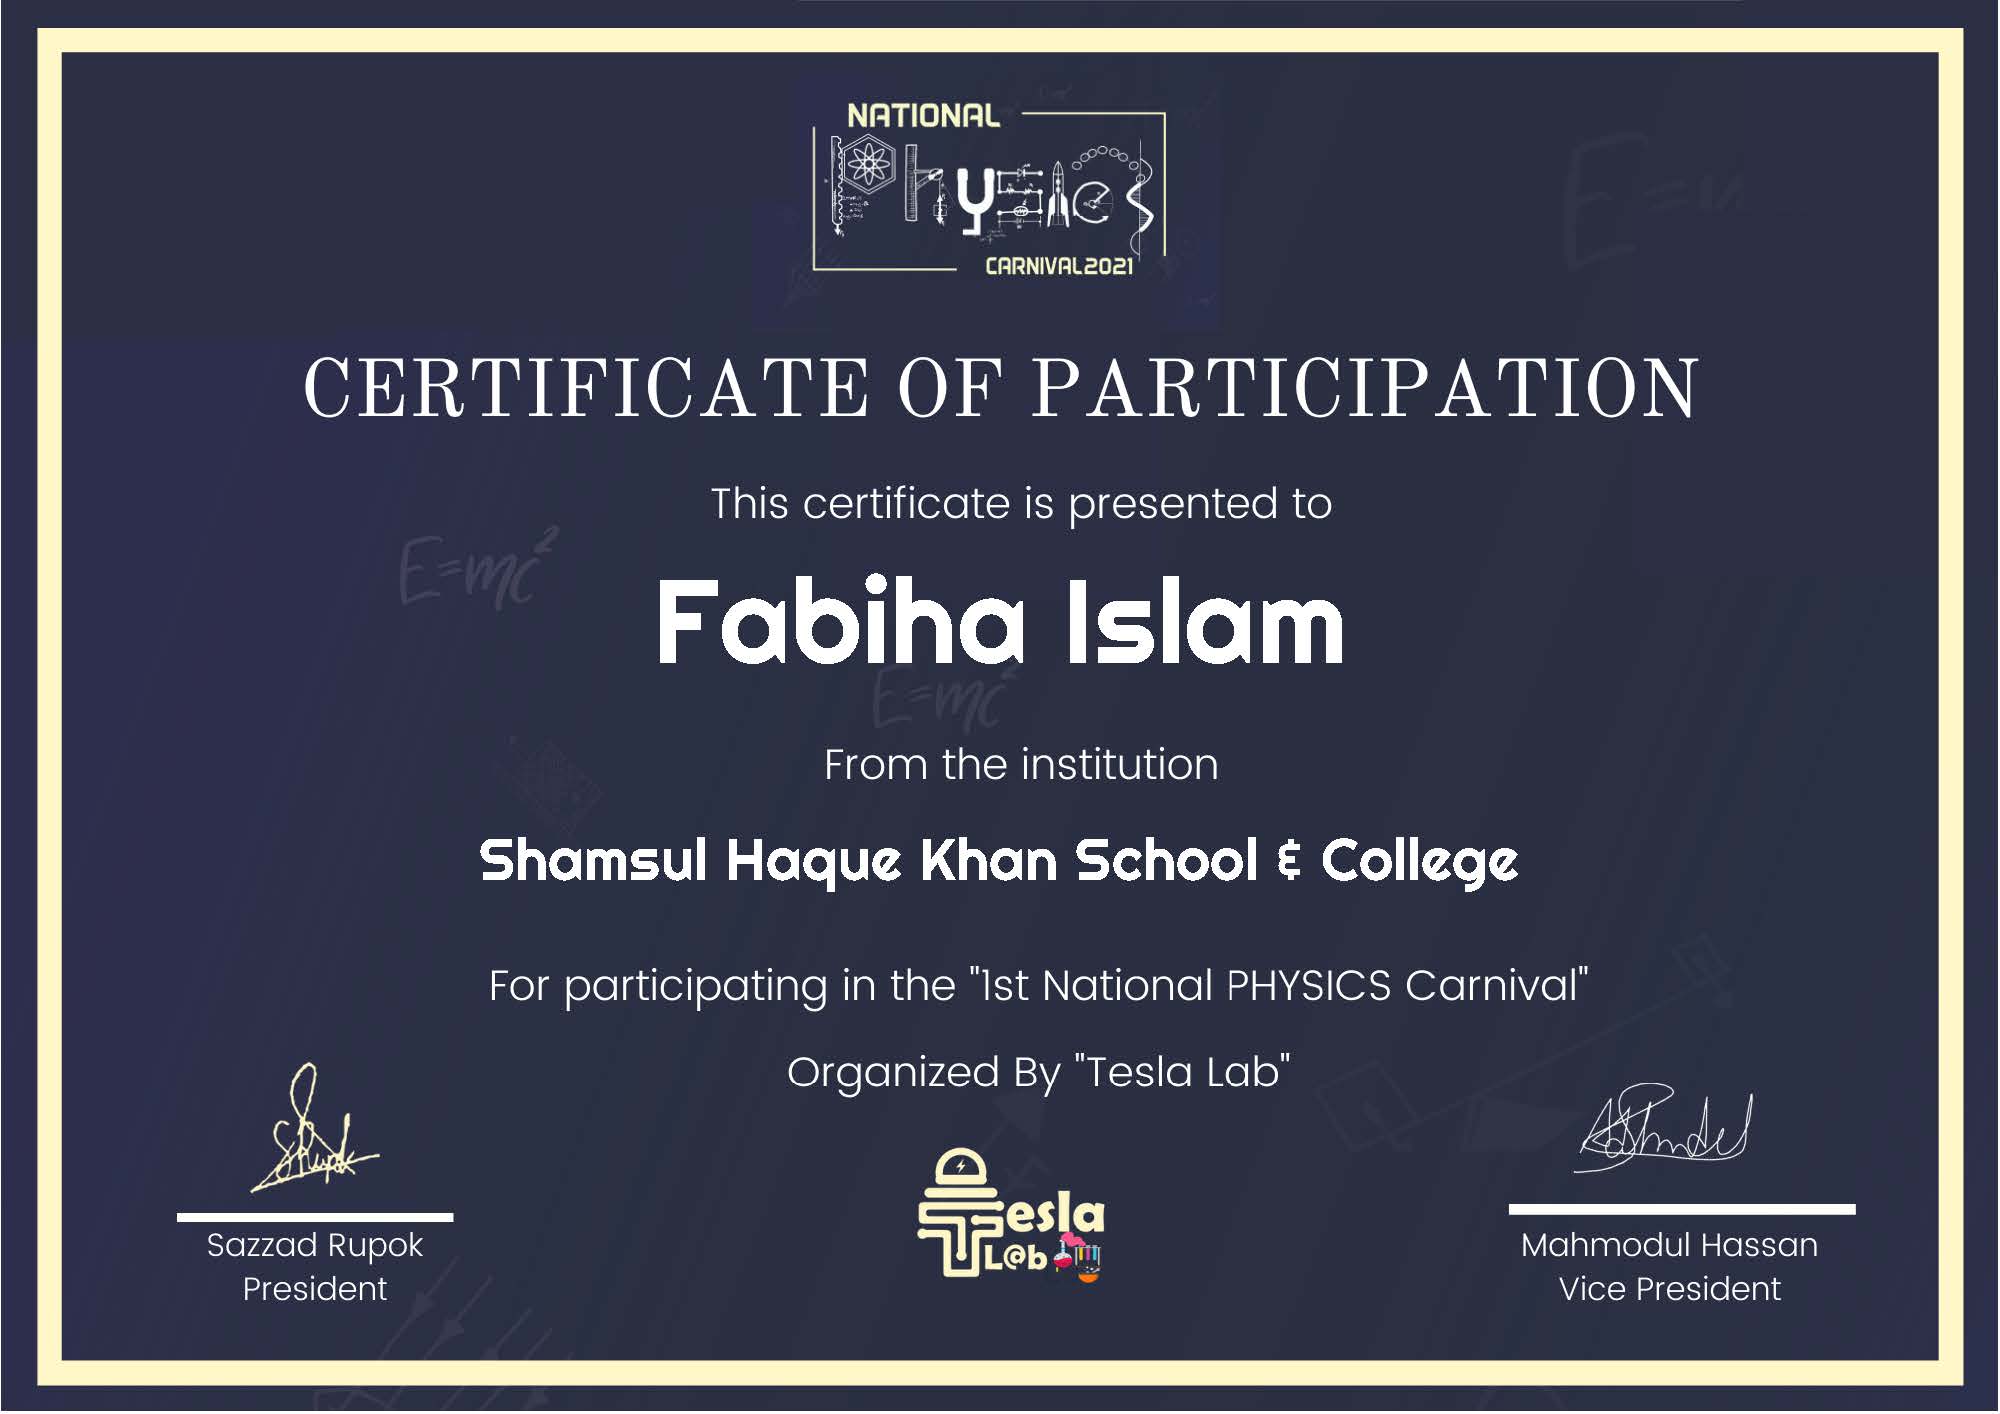 NATIONAL
Physics
CARNIVAL2021
CERTIFICATE OF PARTICIPATION
This certificate is presented to
E=mc²
Fabiha Islam
E=mc²
From the institution
Shamsul Haque Khan School & College
For participating in the "1st National PHYSICS Carnival"
Organized By "Tesla Lab"
Tesla
L@b
Sazzad Rupok
President
Mahmodul Hassan
Vice President